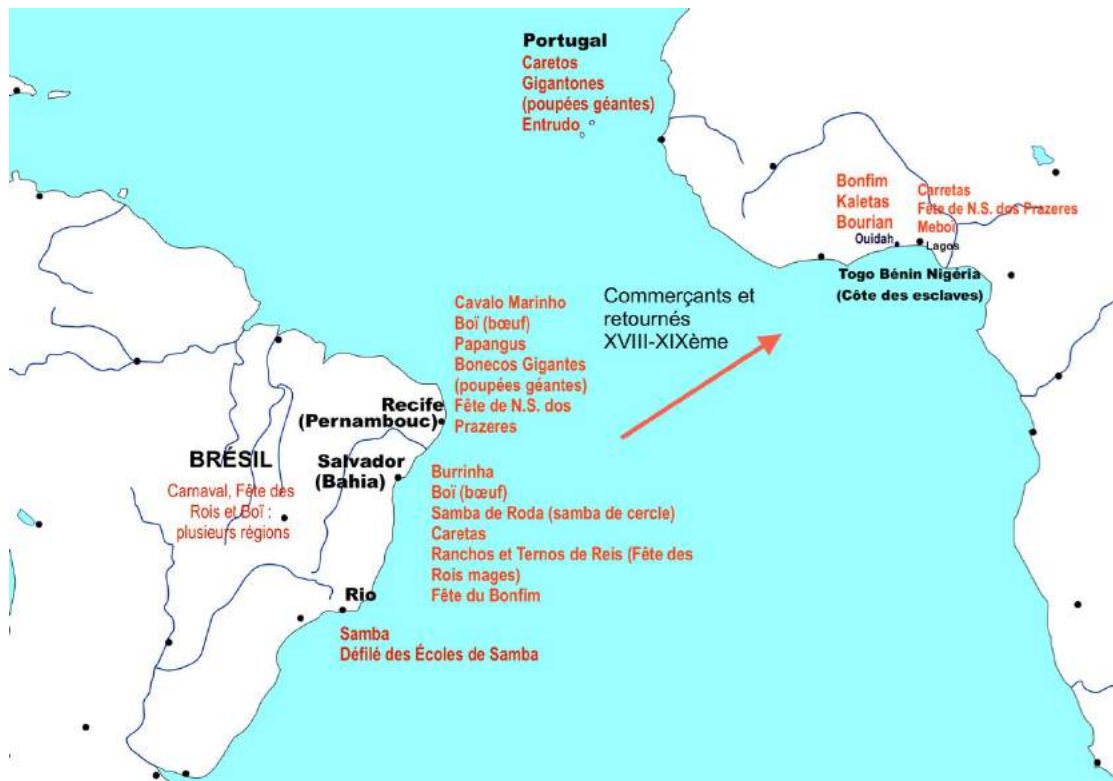 Portugal
Caretos
Gigantones
(poupées géantes)
Entrudo
Bonfim
Kaletas
Bourian
Ouidah
Carretas
Fête de N.S. dos Prazeres
Meboi
Lagos
Togo Bénin Nigéria
(Côte des esclaves)
Commerçants et
retournés
XVIII-XIXème
Cavalo Marinho
Boï (bœuf)
Papangus
Bonecos Gigantes
(poupées géantes)
Fête de N.S. dos
Prazeres
Recife
(Pernambouc)
BRÉSIL
Carnaval, Fête des
Rois et Boï :
plusieurs régions
Salvador
(Bahia)
Burrinha
Boï (bœuf)
Samba de Roda (samba de cercle)
Caretas
Ranchos et Ternos de Reis (Fête des
Rois mages)
Fête du Bonfim
Rio
Samba
Défilé des Écoles de Samba